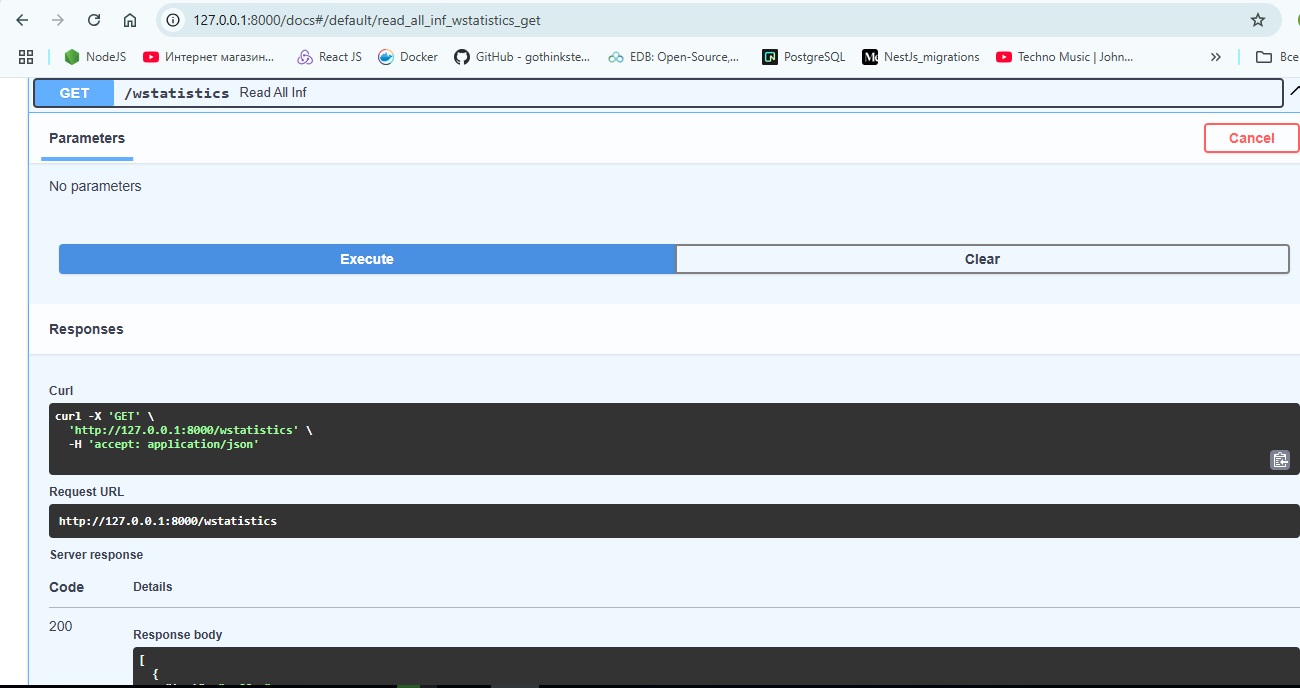 127.0.0.1:8000/docs#/default/read_all_inf_wstatistics_get
NodeJS Интернет магазин... React JS Docker GitHub - gothinkste... EDB: Open-Source,... PostgreSQL NestJs_migrations Techno Music | John... » Все
GET /wstatistics Read All Inf
Parameters Cancel
No parameters
Execute Clear
Responses
Curl
curl -X 'GET' \
'http://127.0.0.1:8000/wstatistics' \
-H 'accept: application/json'
Request URL
http://127.0.0.1:8000/wstatistics
Server response
Code Details
200
Response body
[
{